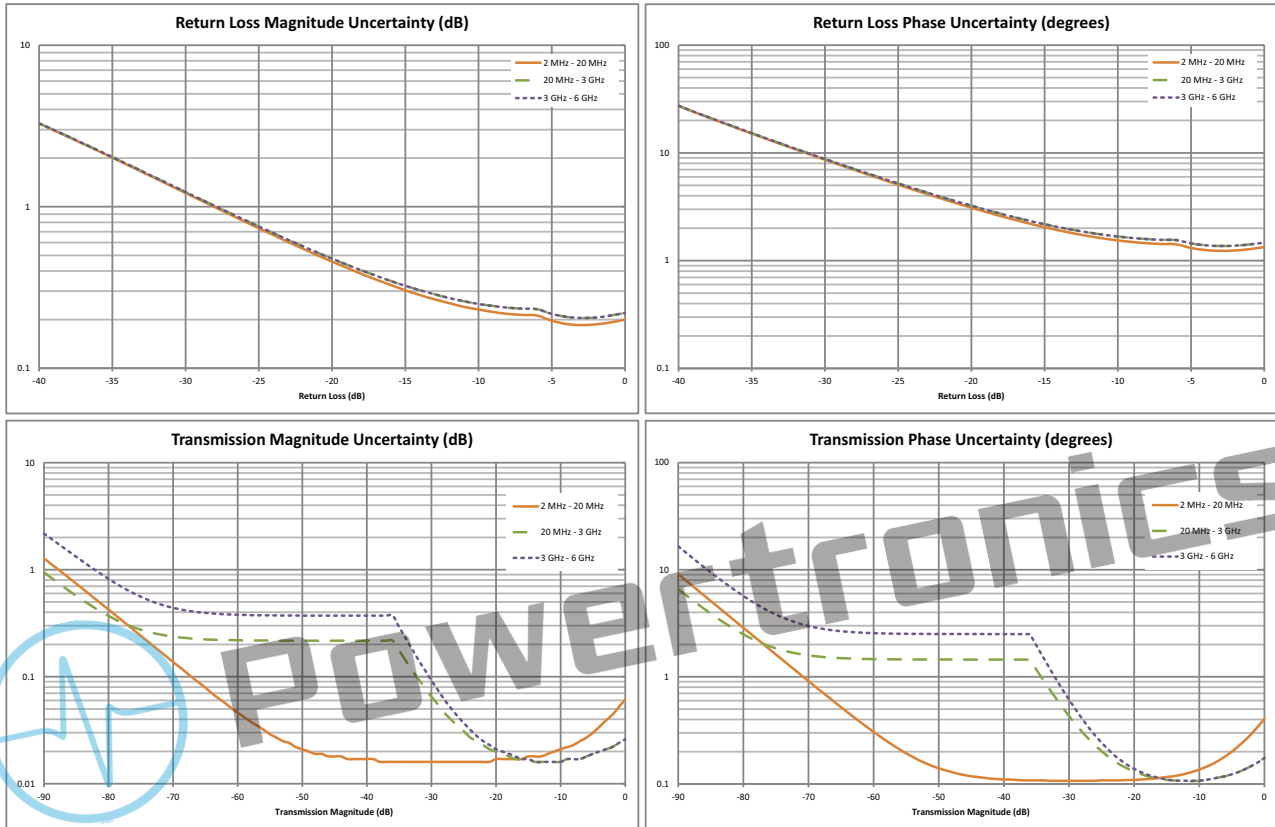 Return Loss Magnitude Uncertainty (dB)
10
1
0.1
2 MHz - 20 MHz
20 MHz - 3 GHz
3 GHz - 6 GHz
-40 -35 -30 -25 -20 -15 -10 -5 0
Return Loss (dB)
Return Loss Phase Uncertainty (degrees)
100
10
1
0.1
2 MHz - 20 MHz
20 MHz - 3 GHz
3 GHz - 6 GHz
-40 -35 -30 -25 -20 -15 -10 -5 0
Return Loss (dB)
Transmission Magnitude Uncertainty (dB)
10
1
0.1
0.01
2 MHz - 20 MHz
20 MHz - 3 GHz
3 GHz - 6 GHz
-90 -80 -70 -60 -50 -40 -30 -20 -10 0
Transmission Magnitude (dB)
Transmission Phase Uncertainty (degrees)
100
10
1
0.1
2 MHz - 20 MHz
20 MHz - 3 GHz
3 GHz - 6 GHz
-90 -80 -70 -60 -50 -40 -30 -20 -10 0
Transmission Magnitude (dB)
Powertronics